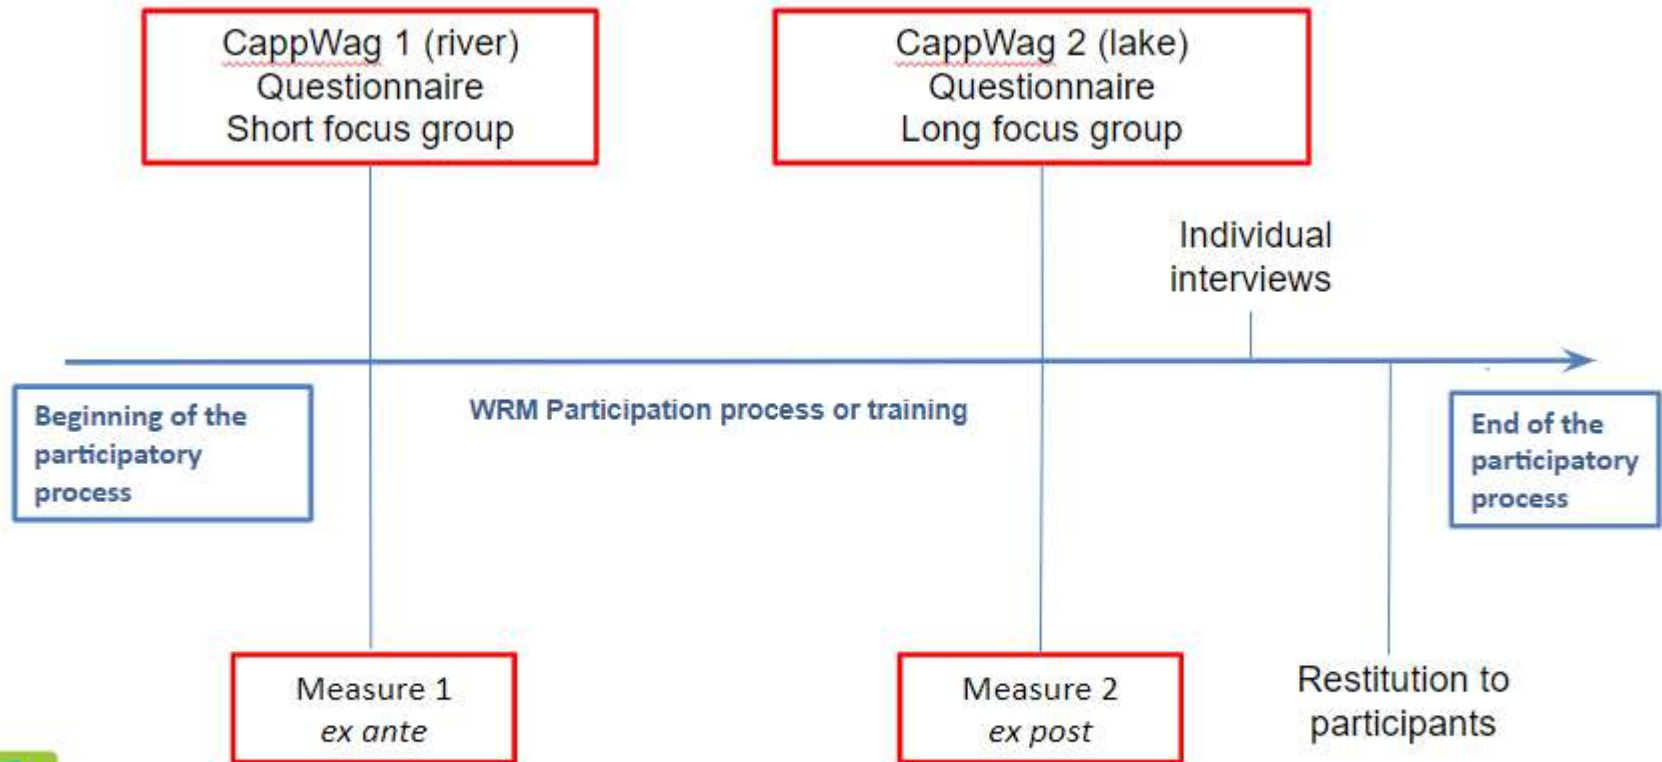 CappWag 1 (river)
Questionnaire
Short focus group
CappWag 2 (lake)
Questionnaire
Long focus group
Individual
interviews
Beginning of the
participatory
process
WRM Participation process or training
End of the
participatory
process
Measure 1
ex ante
Measure 2
ex post
Restitution to
participants